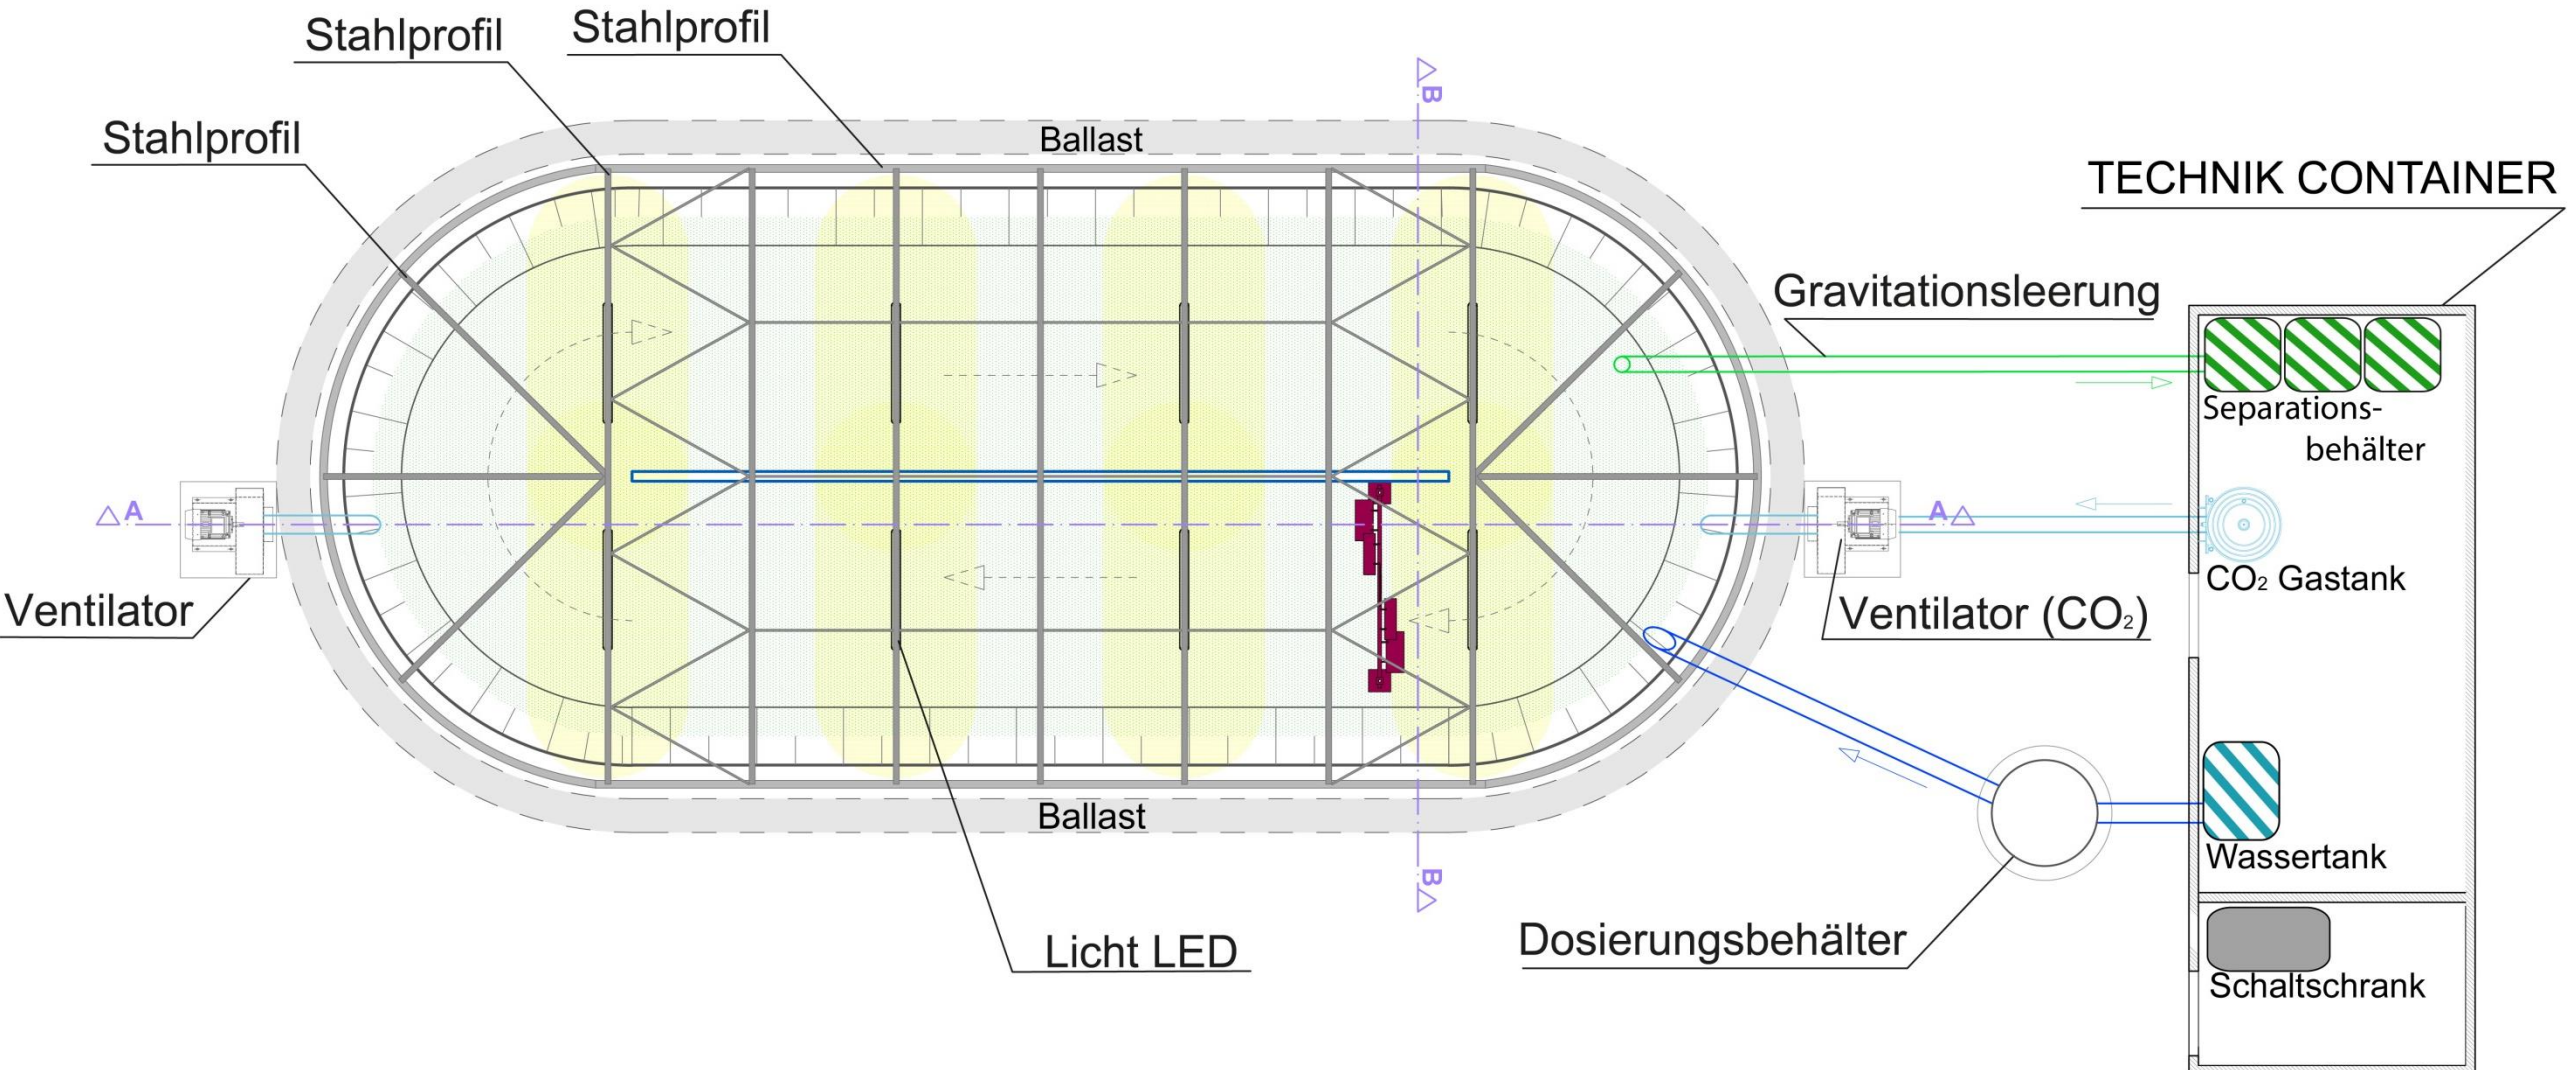 Stahlprofil
Stahlprofil
Stahlprofil
B
Ballast
TECHNIK CONTAINER
Gravitationsleerung
Separations-
behälter
A
A
CO₂ Gastank
Ventilator
Ventilator (CO₂)
Ballast
Wassertank
B
Licht LED
Dosierungsbehälter
Schaltschrank